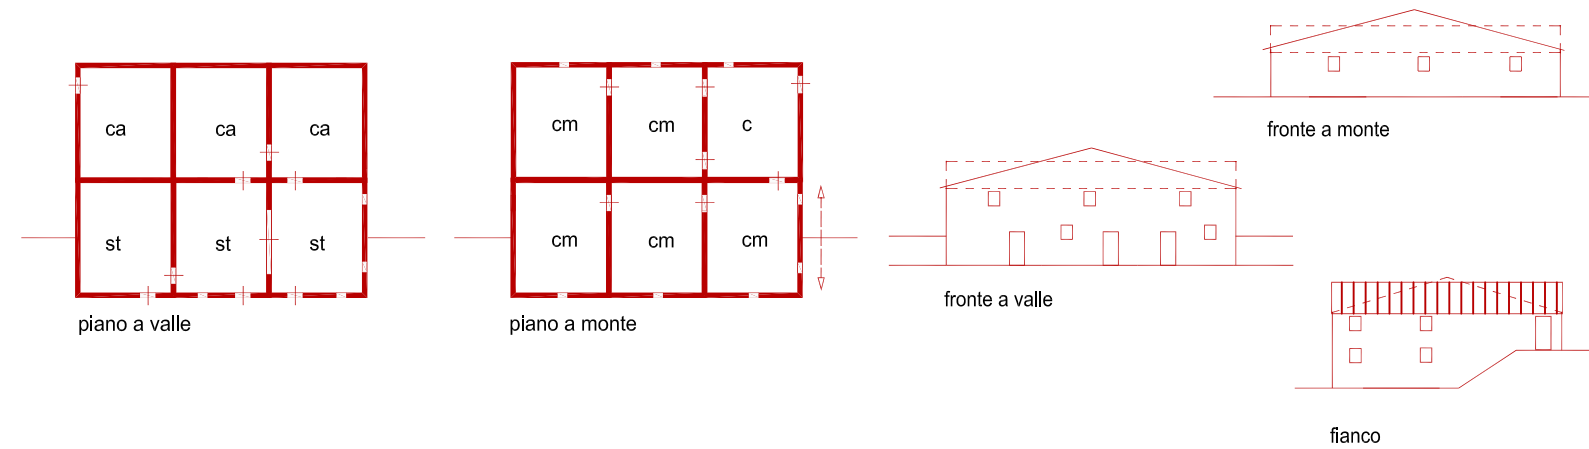 ca ca ca
st st st
piano a valle
cm cm c
cm cm cm
piano a monte
fronte a monte
fronte a valle
fianco